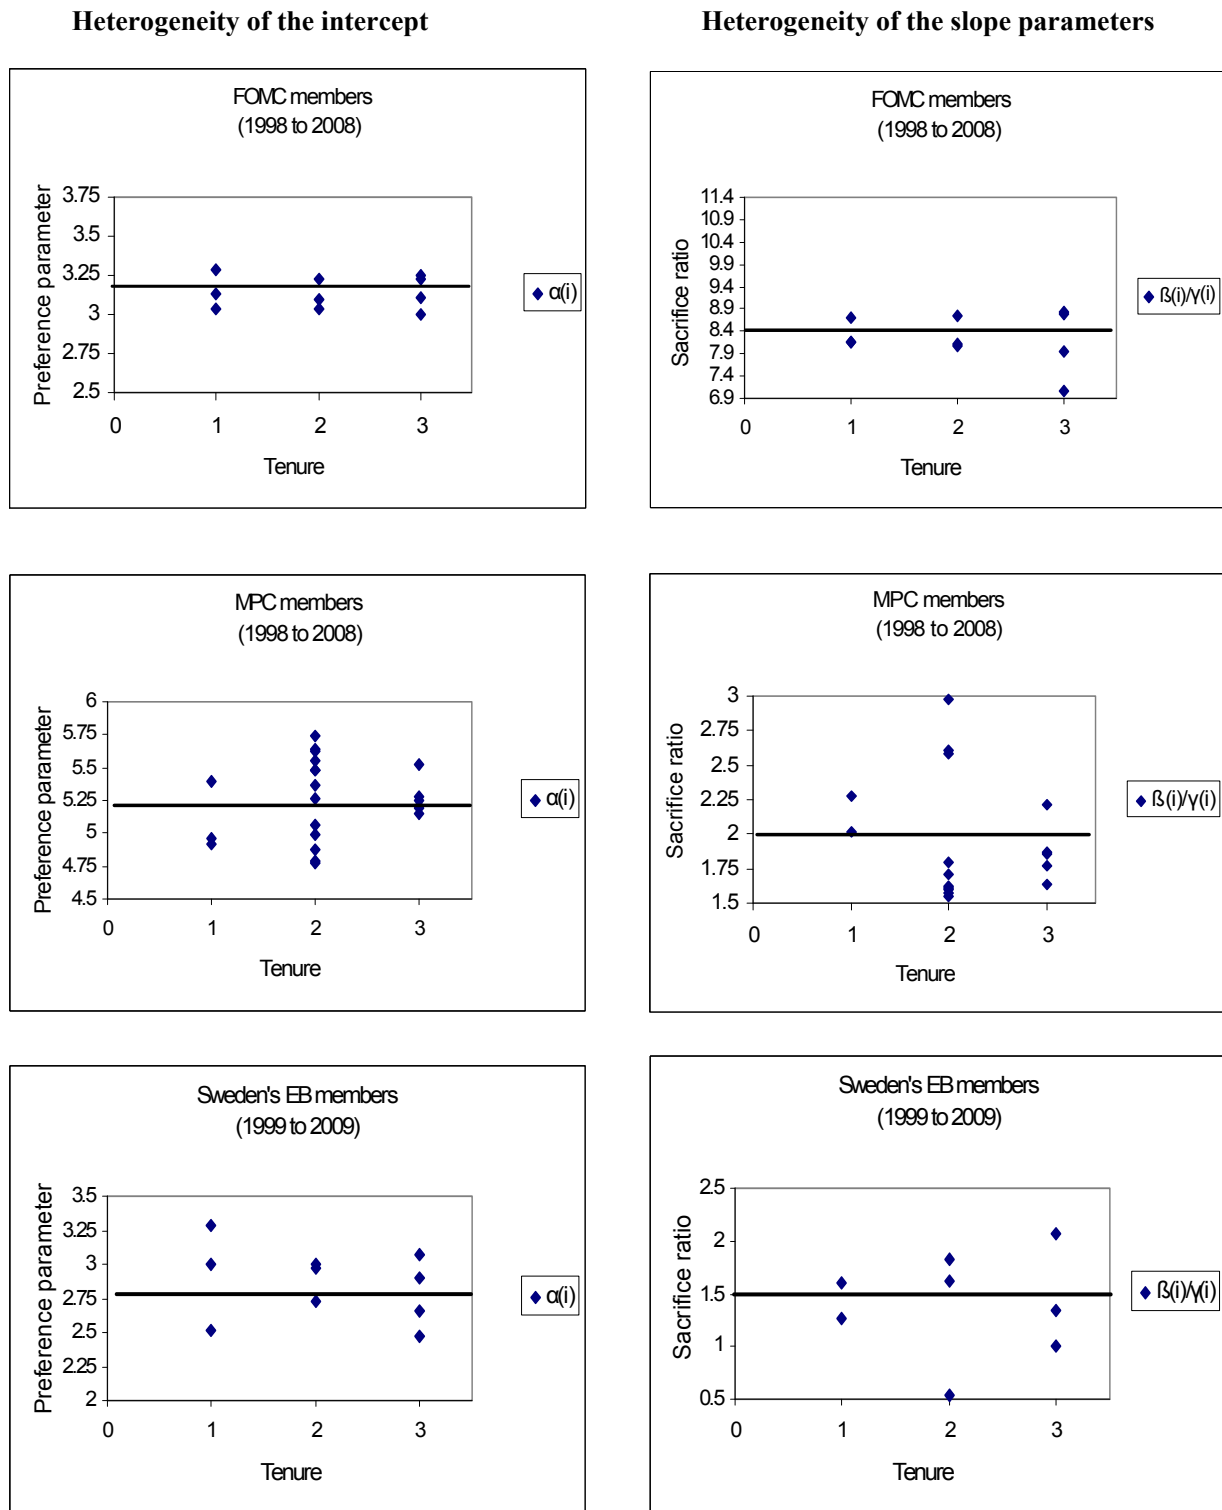 Heterogeneity of the intercept
Heterogeneity of the slope parameters
FOMC members
(1998 to 2008)
Preference parameter
3.75
3.5
3.25
3
2.75
2.5
0 1 2 3
Tenure
α(i)
FOMC members
(1998 to 2008)
Sacrifice ratio
11.4
10.9
10.4
9.9
9.4
8.9
8.4
7.9
7.4
6.9
0 1 2 3
Tenure
ß(i)/γ(i)
MPC members
(1998 to 2008)
Preference parameter
6
5.75
5.5
5.25
5
4.75
4.5
0 1 2 3
Tenure
α(i)
MPC members
(1998 to 2008)
Sacrifice ratio
3
2.75
2.5
2.25
2
1.75
1.5
0 1 2 3
Tenure
ß(i)/γ(i)
Sweden's EB members
(1999 to 2009)
Preference parameter
3.5
3.25
3
2.75
2.5
2.25
2
0 1 2 3
Tenure
α(i)
Sweden's EB members
(1999 to 2009)
Sacrifice ratio
2.5
2
1.5
1
0.5
0 1 2 3
Tenure
ß(i)/γ(i)